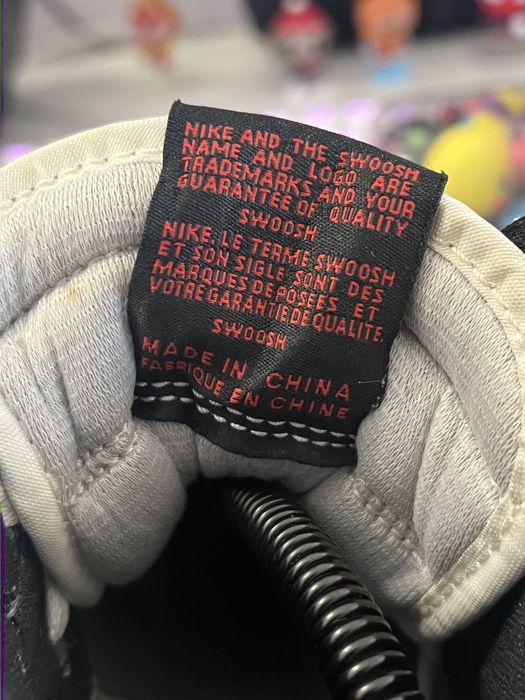 NIKE AND THE SWOOSH
NAME AND LOGO ARE
TRADEMARKS AND YOUR
GUARANTEE OF QUALITY
SWOOSH
NIKE, LE TERME SWOOSH
ET SON SIGLE SONT DES
MARQUES DEPOSÉES ET
VOTRE GARANTIE DE QUALITE.
SWOOSH
MADE IN CHINA
FABRIQUE EN CHINE